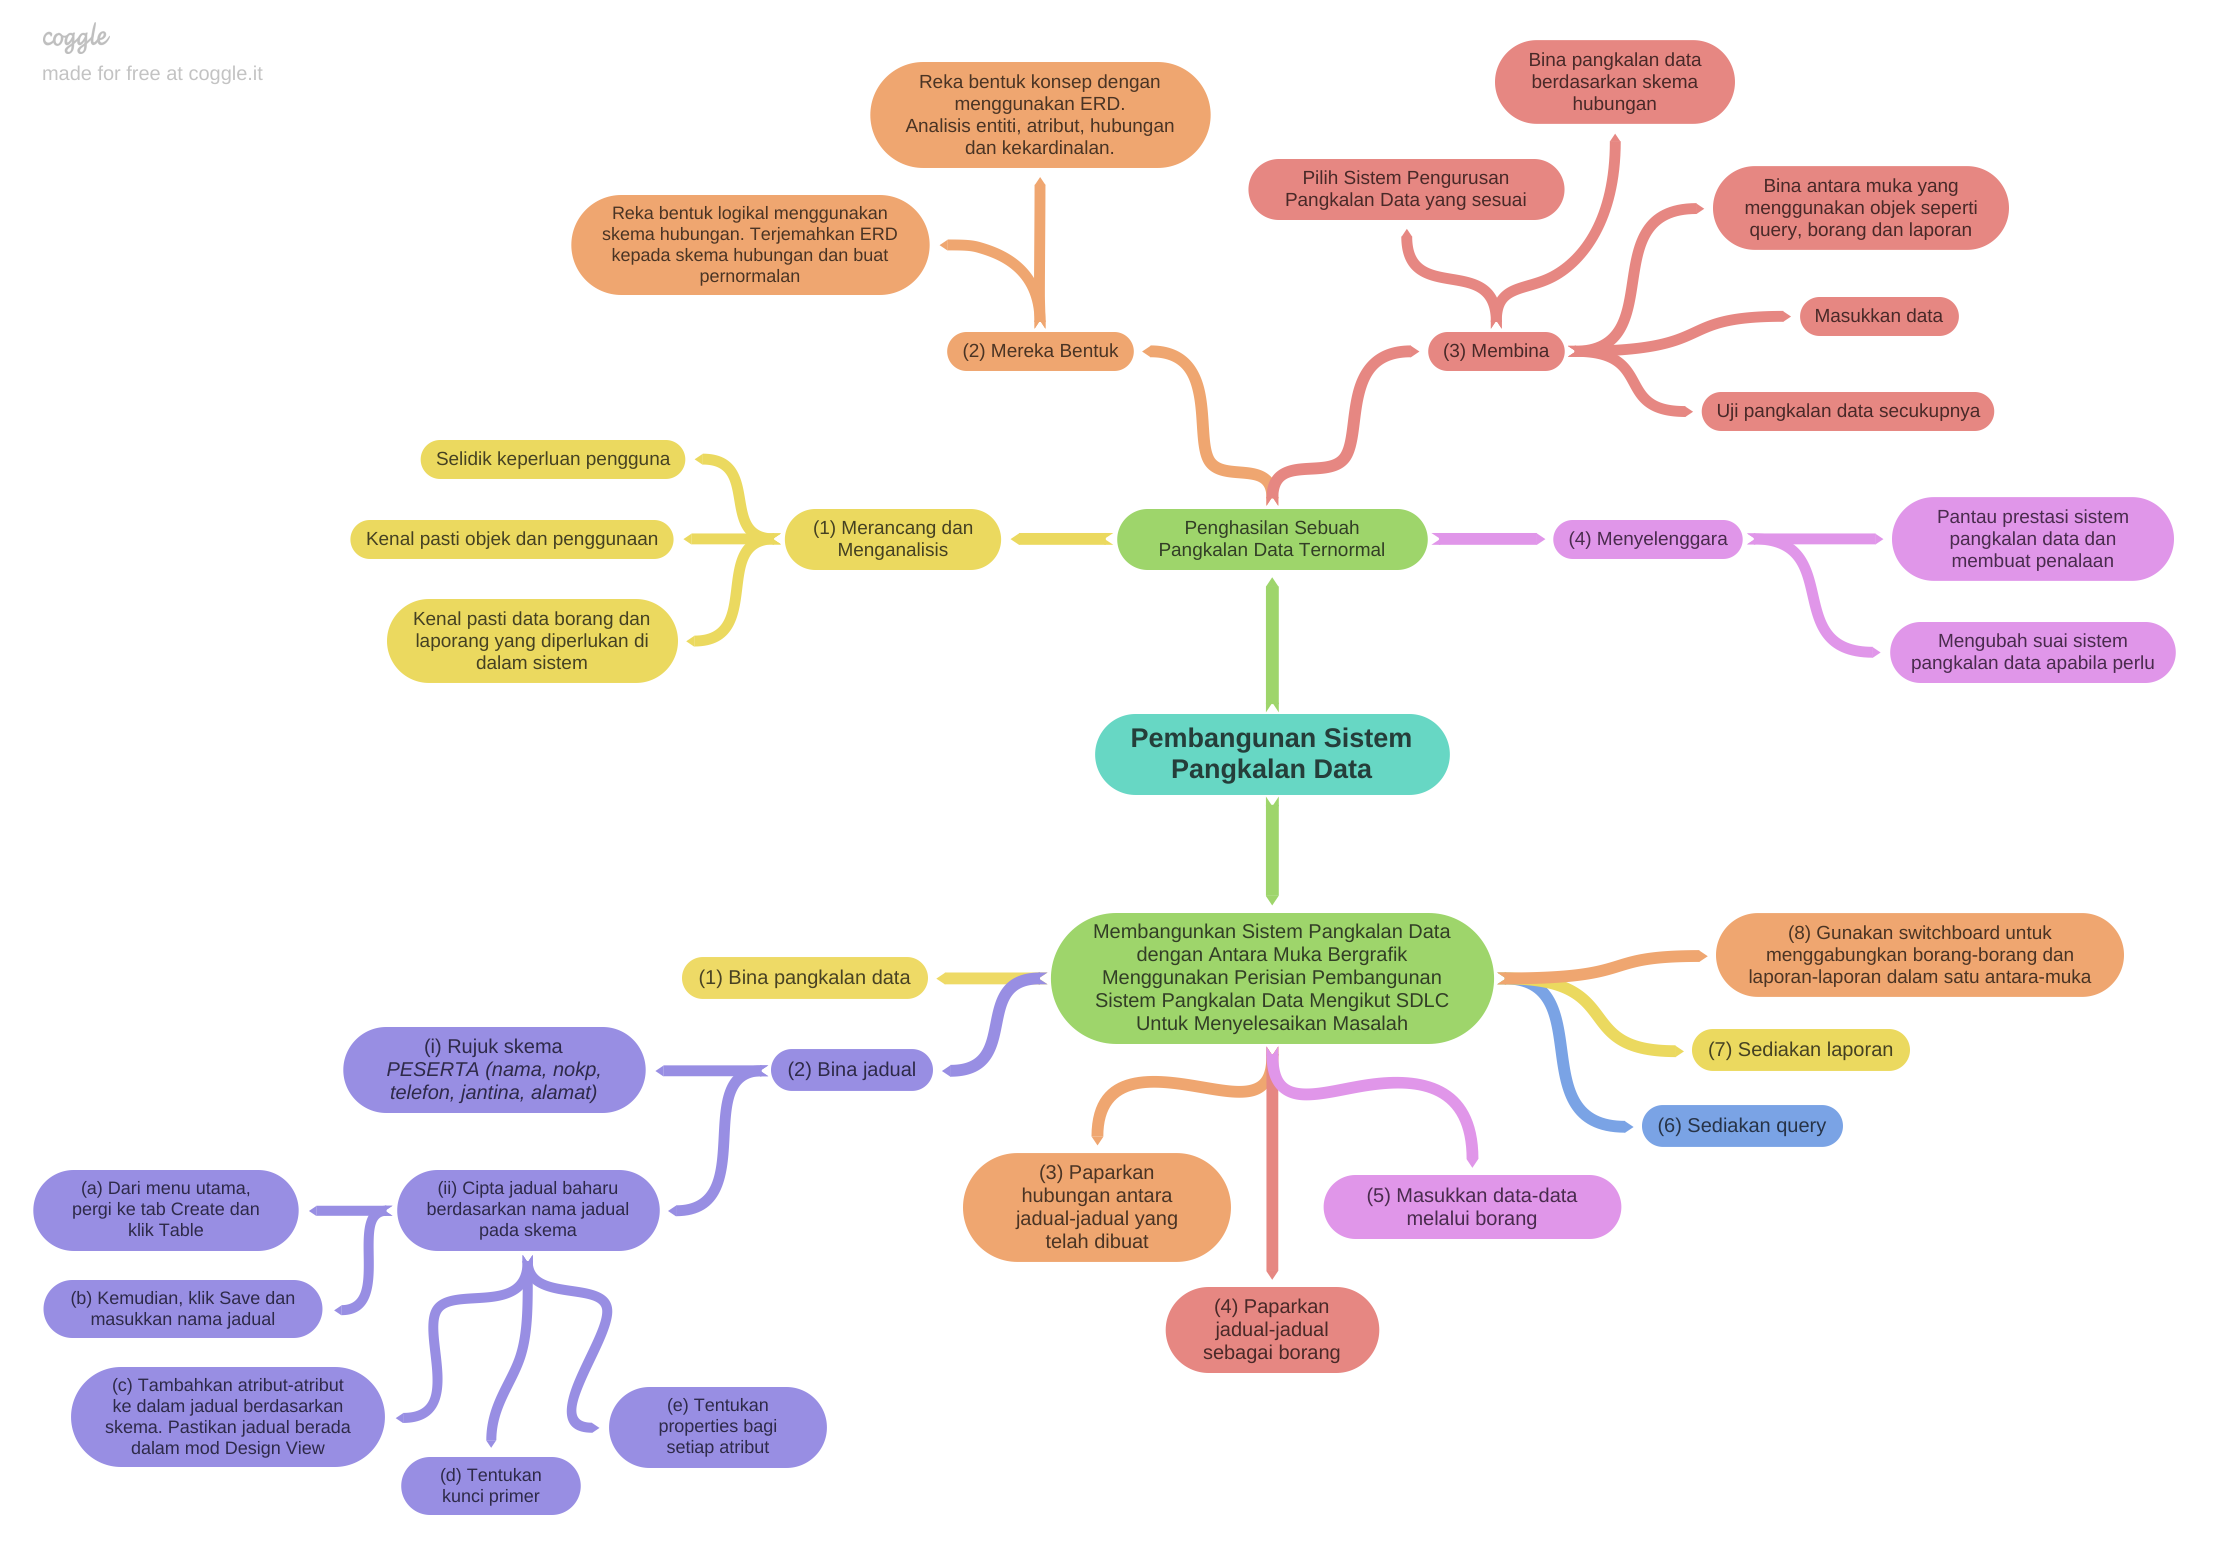 coggle
made for free at coggle.it
Reka bentuk konsep dengan
menggunakan ERD.
Analisis entiti, atribut, hubungan
dan kekardinalan.
Reka bentuk logikal menggunakan
skema hubungan. Terjemahkan ERD
kepada skema hubungan dan buat
pernormalan
(2) Mereka Bentuk
Bina pangkalan data
berdasarkan skema
hubungan
Pilih Sistem Pengurusan
Pangkalan Data yang sesuai
Bina antara muka yang
menggunakan objek seperti
query, borang dan laporan
Masukkan data
(3) Membina
Uji pangkalan data secukupnya
Selidik keperluan pengguna
Kenal pasti objek dan penggunaan
Kenal pasti data borang dan
laporang yang diperlukan di
dalam sistem
(1) Merancang dan
Menganalisis
Penghasilan Sebuah
Pangkalan Data Ternormal
(4) Menyelenggara
Pantau prestasi sistem
pangkalan data dan
membuat penalaan
Mengubah suai sistem
pangkalan data apabila perlu
Pembangunan Sistem
Pangkalan Data
Membangunkan Sistem Pangkalan Data
dengan Antara Muka Bergrafik
Menggunakan Perisian Pembangunan
Sistem Pangkalan Data Mengikut SDLC
Untuk Menyelesaikan Masalah
(1) Bina pangkalan data
(2) Bina jadual
(i) Rujuk skema
PESERTA (nama, nokp,
telefon, jantina, alamat)
(ii) Cipta jadual baharu
berdasarkan nama jadual
pada skema
(a) Dari menu utama,
pergi ke tab Create dan
klik Table
(b) Kemudian, klik Save dan
masukkan nama jadual
(c) Tambahkan atribut-atribut
ke dalam jadual berdasarkan
skema. Pastikan jadual berada
dalam mod Design View
(d) Tentukan
kunci primer
(e) Tentukan
properties bagi
setiap atribut
(3) Paparkan
hubungan antara
jadual-jadual yang
telah dibuat
(4) Paparkan
jadual-jadual
sebagai borang
(5) Masukkan data-data
melalui borang
(6) Sediakan query
(7) Sediakan laporan
(8) Gunakan switchboard untuk
menggabungkan borang-borang dan
laporan-laporan dalam satu antara-muka